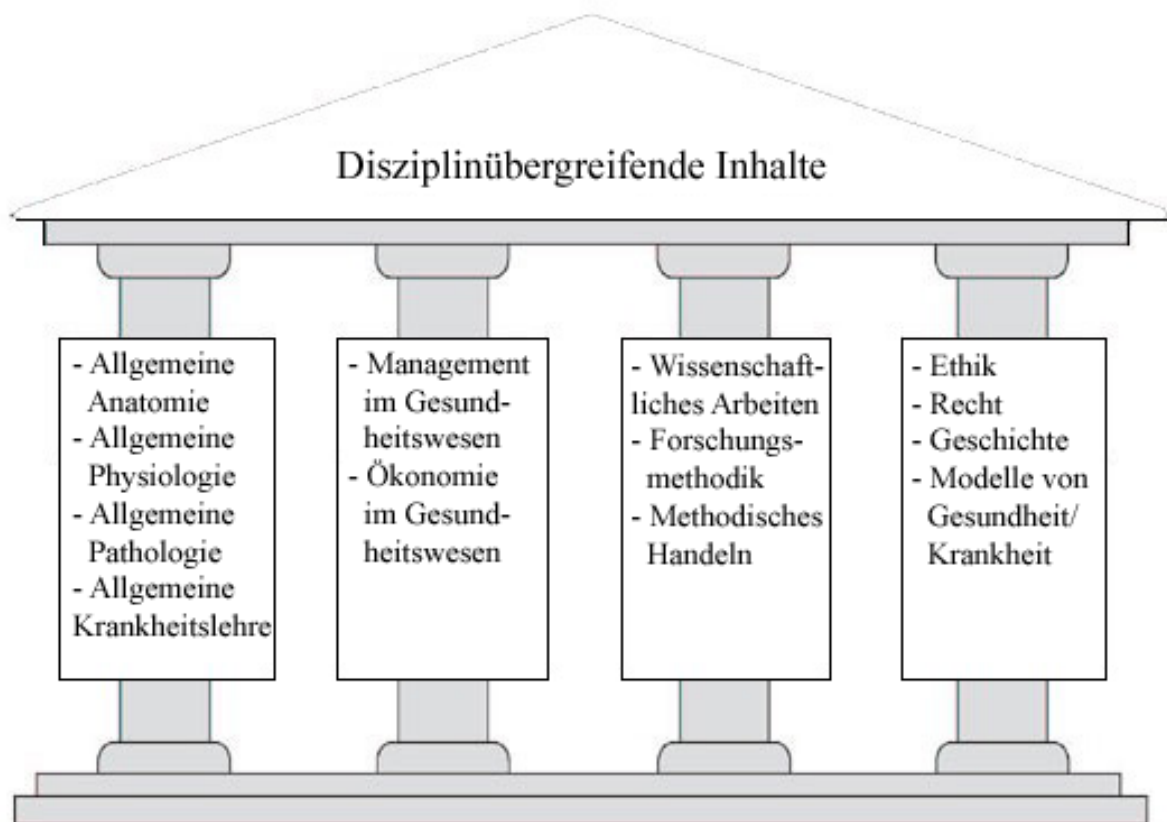 Disziplinübergreifende Inhalte
- Allgemeine
Anatomie
- Allgemeine
Physiologie
- Allgemeine
Pathologie
- Allgemeine
Krankheitslehre
- Management
im Gesund-
heitswesen
- Ökonomie
im Gesund-
heitswesen
- Wissenschaft-
liches Arbeiten
- Forschungs-
methodik
- Methodisches
Handeln
- Ethik
- Recht
- Geschichte
- Modelle von
Gesundheit/
Krankheit